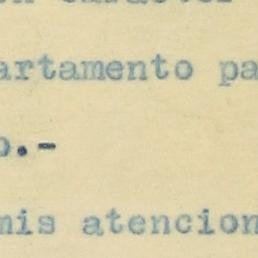 artamento pa
o.-
mis atencion